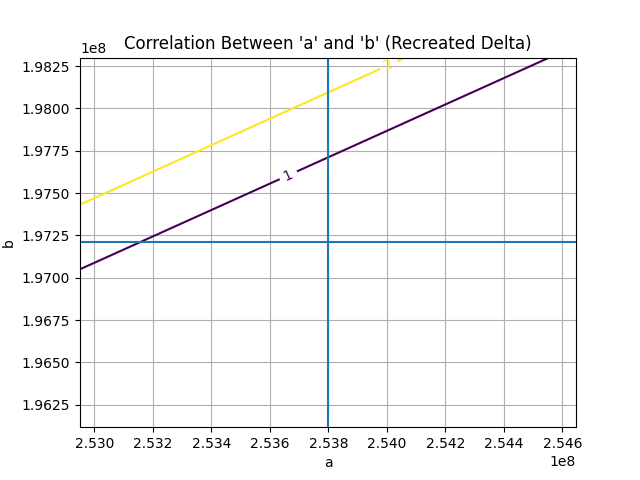 Correlation Between 'a' and 'b' (Recreated Delta)
1e8
1.9825
1.9800
1.9775
1.9750
1.9725
1.9700
1.9675
1.9650
1.9625
b
1
2.530 2.532 2.534 2.536 2.538 2.540 2.542 2.544 2.546
a
1e8